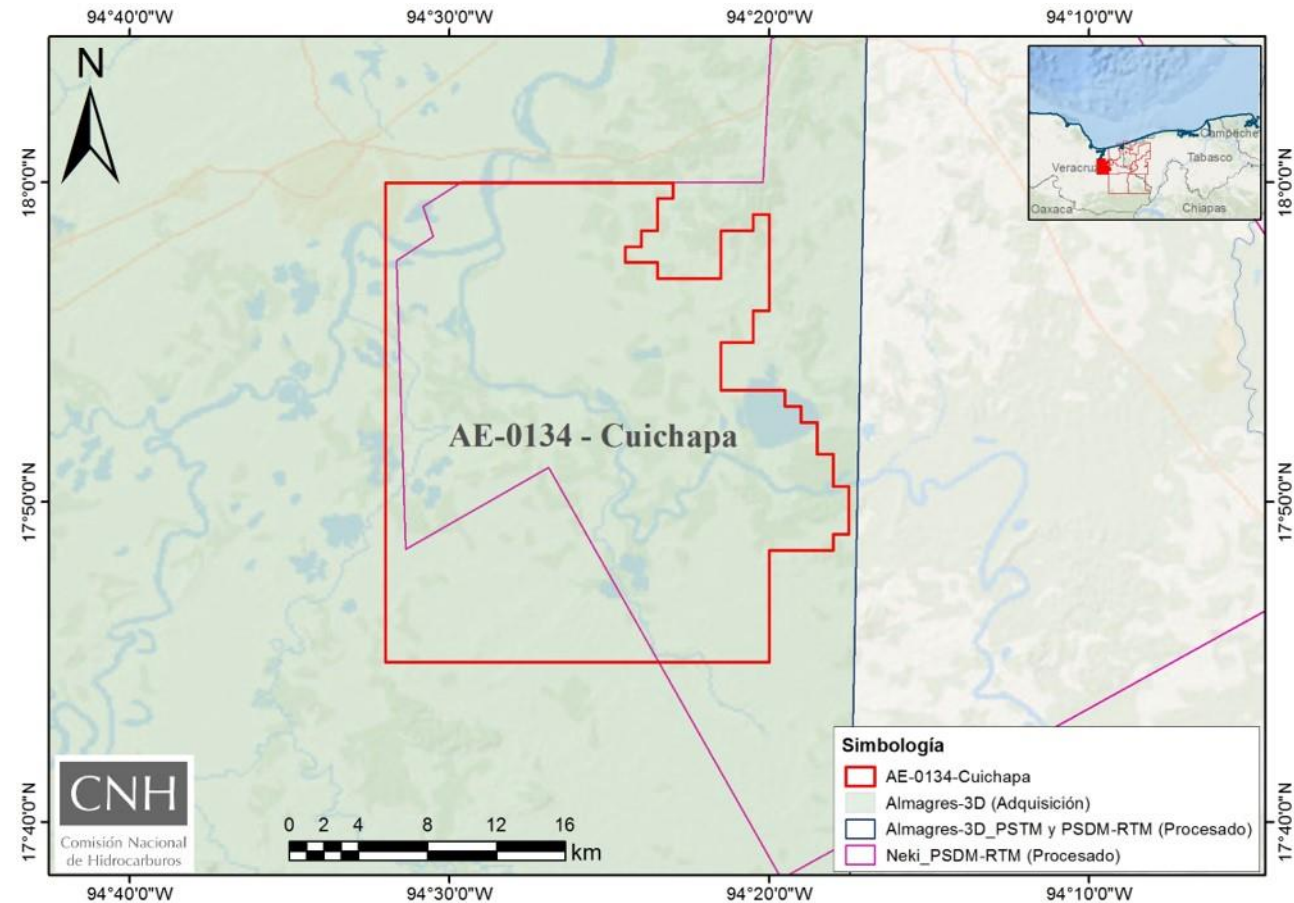 94°40'0"W
94°30'0"W
94°20'0"W
94°10'0"W
N
Campeche
Tabasco
Veracruz
Oaxaca
Chiapas
18°0'0"N
18°0'0"N
AE-0134 - Cuichapa
17°50'0"N
17°50'0"N
Simbología
AE-0134-Cuichapa
Almagres-3D (Adquisición)
Almagres-3D_PSTM y PSDM-RTM (Procesado)
Neki_PSDM-RTM (Procesado)
CNH
Comisión Nacional
de Hidrocarburos
0 2 4 8 12 16
km
17°40'0"N
17°40'0"N
94°40'0"W
94°30'0"W
94°20'0"W
94°10'0"W